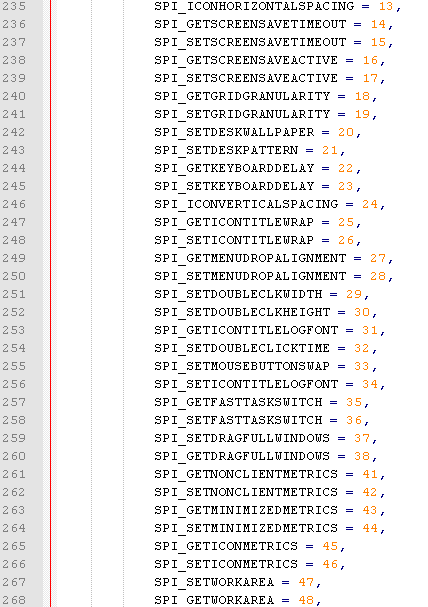 235 SPI_ICONHORIZONTALSPACING = 13,
236 SPI_GETSCREENSAVETIMEOUT = 14,
237 SPI_SETSCREENSAVETIMEOUT = 15,
238 SPI_GETSCREENSAVEACTIVE = 16,
239 SPI_SETSCREENSAVEACTIVE = 17,
240 SPI_GETGRIDGRANULARITY = 18,
241 SPI_SETGRIDGRANULARITY = 19,
242 SPI_SETDESKWALLPAPER = 20,
243 SPI_SETDESKPATTERN = 21,
244 SPI_GETKEYBOARDDELAY = 22,
245 SPI_SETKEYBOARDDELAY = 23,
246 SPI_ICONVERTICALSPACING = 24,
247 SPI_GETICONTITLEWRAP = 25,
248 SPI_SETICONTITLEWRAP = 26,
249 SPI_GETMENUDROPALIGNMENT = 27,
250 SPI_SETMENUDROPALIGNMENT = 28,
251 SPI_SETDOUBLECLKWIDTH = 29,
252 SPI_SETDOUBLECLKHEIGHT = 30,
253 SPI_GETICONTITLELOGFONT = 31,
254 SPI_SETDOUBLECLICKTIME = 32,
255 SPI_SETMOUSEBUTTONSWAP = 33,
256 SPI_SETICONTITLELOGFONT = 34,
257 SPI_GETFASTTASKSWITCH = 35,
258 SPI_SETFASTTASKSWITCH = 36,
259 SPI_SETDRAGFULLWINDOWS = 37,
260 SPI_GETDRAGFULLWINDOWS = 38,
261 SPI_GETNONCLIENTMETRICS = 41,
262 SPI_SETNONCLIENTMETRICS = 42,
263 SPI_GETMINIMIZEDMETRICS = 43,
264 SPI_SETMINIMIZEDMETRICS = 44,
265 SPI_GETICONMETRICS = 45,
266 SPI_SETICONMETRICS = 46,
267 SPI_SETWORKAREA = 47,
268 SPI_GETWORKAREA = 48,